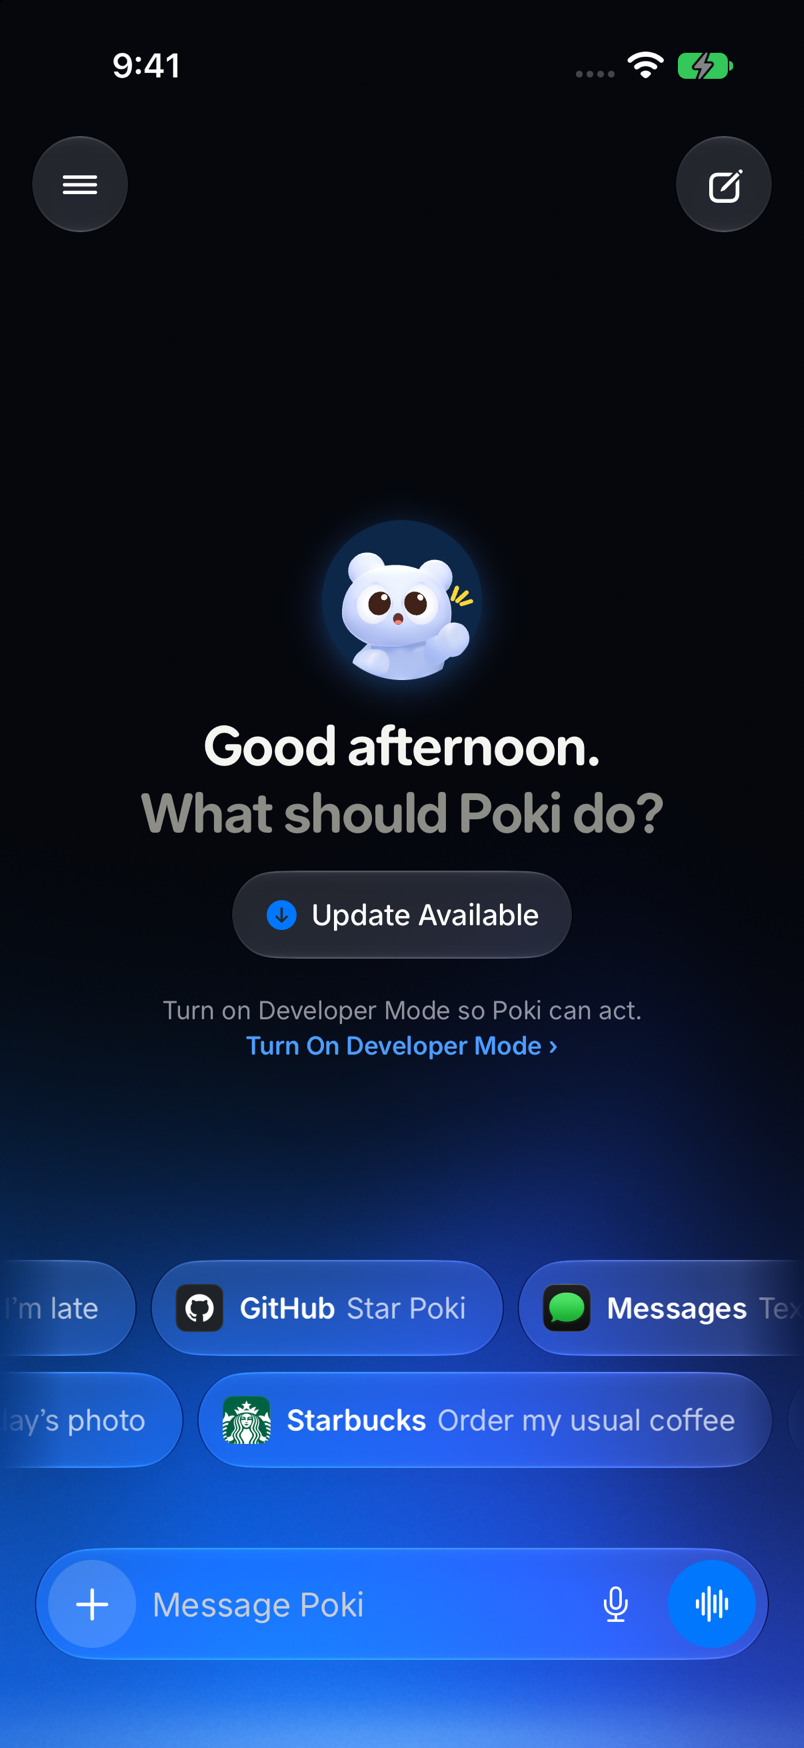 9:41
Good afternoon.
What should Poki do?
Update Available
Turn on Developer Mode so Poki can act.
Turn On Developer Mode ›
I'm late
GitHub Star Poki
Messages
photo
Starbucks Order my usual coffee
Message Poki